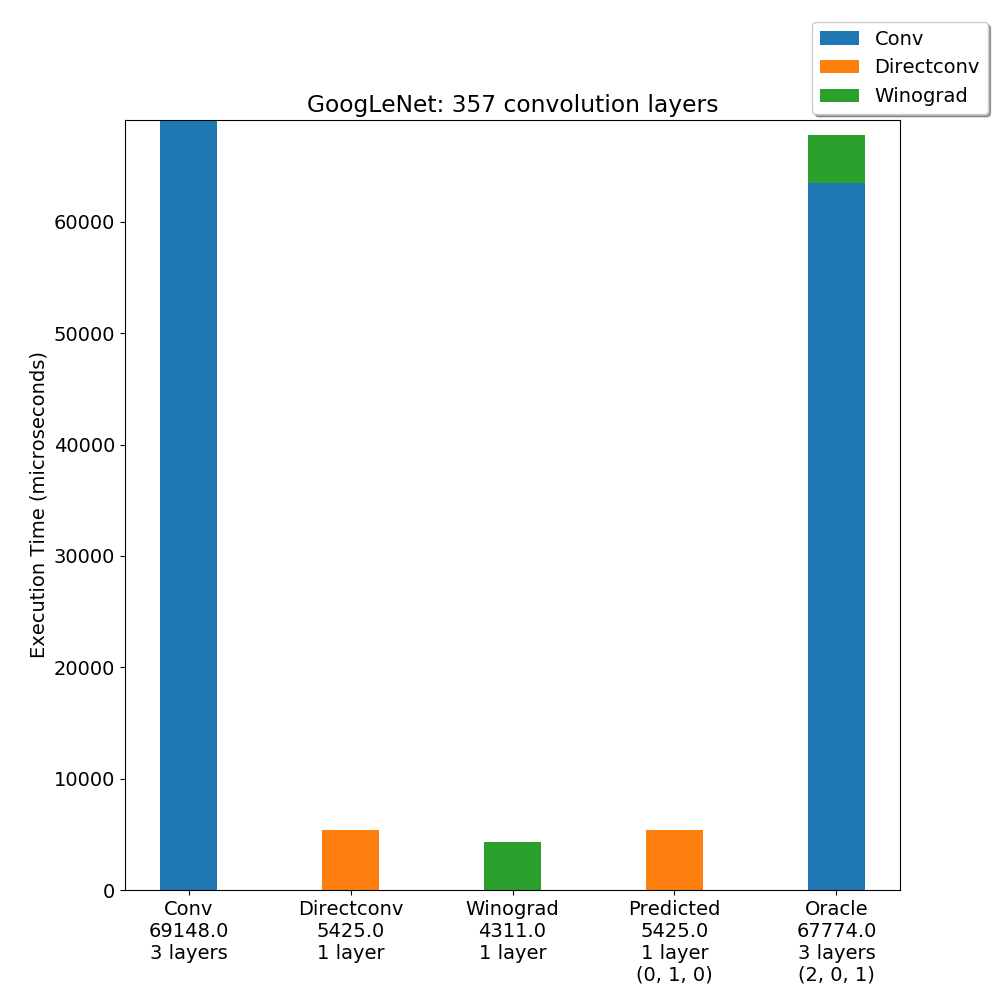 Conv
Directconv
Winograd
GoogLeNet: 357 convolution layers
Execution Time (microseconds)
60000
50000
40000
30000
20000
10000
0
Conv
69148.0
3 layers
Directconv
5425.0
1 layer
Winograd
4311.0
1 layer
Predicted
5425.0
1 layer
(0, 1, 0)
Oracle
67774.0
3 layers
(2, 0, 1)